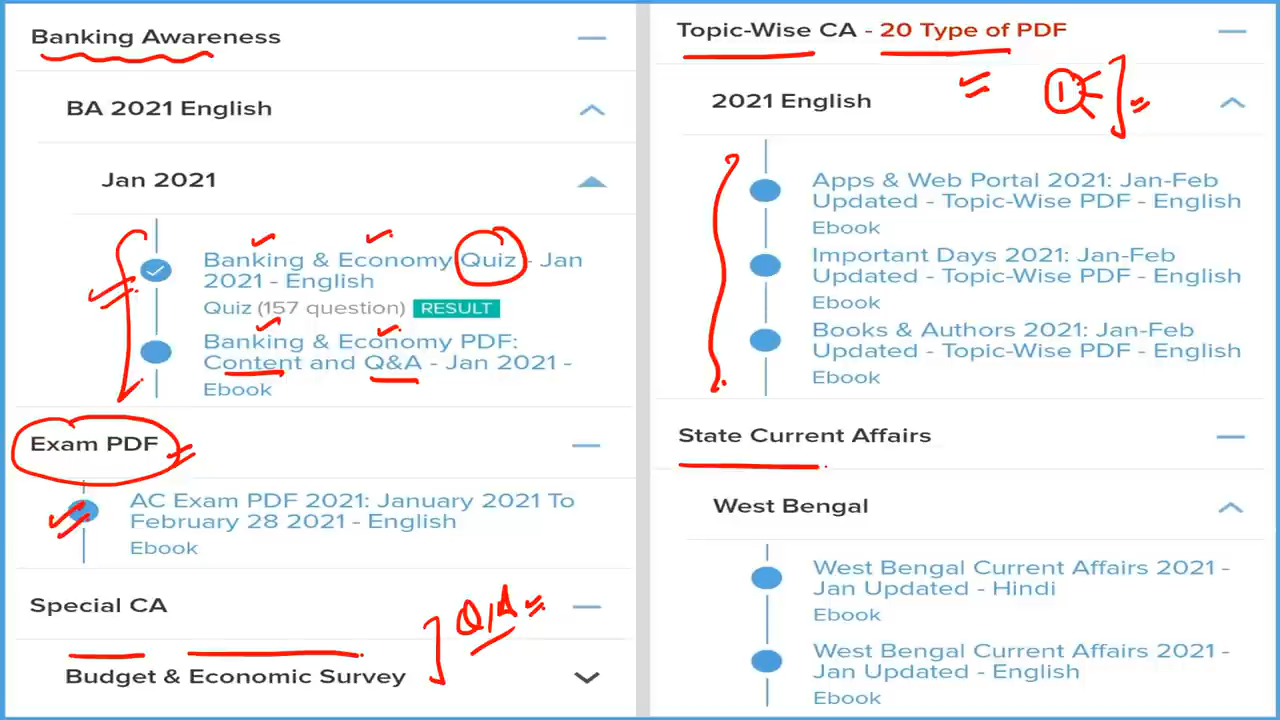 Banking Awareness
BA 2021 English
Jan 2021
Banking & Economy Quiz - Jan
2021 - English
Quiz (157 question) RESULT
Banking & Economy PDF:
Content and Q&A - Jan 2021 -
Ebook
Exam PDF
AC Exam PDF 2021: January 2021 To
February 28 2021 - English
Ebook
Special CA
Q/A
Budget & Economic Survey
Topic-Wise CA - 20 Type of PDF
1
2021 English
Apps & Web Portal 2021: Jan-Feb
Updated - Topic-Wise PDF - English
Ebook
Important Days 2021: Jan-Feb
Updated - Topic-Wise PDF - English
Ebook
Books & Authors 2021: Jan-Feb
Updated - Topic-Wise PDF - English
Ebook
State Current Affairs
West Bengal
West Bengal Current Affairs 2021 -
Jan Updated - Hindi
Ebook
West Bengal Current Affairs 2021 -
Jan Updated - English
Ebook